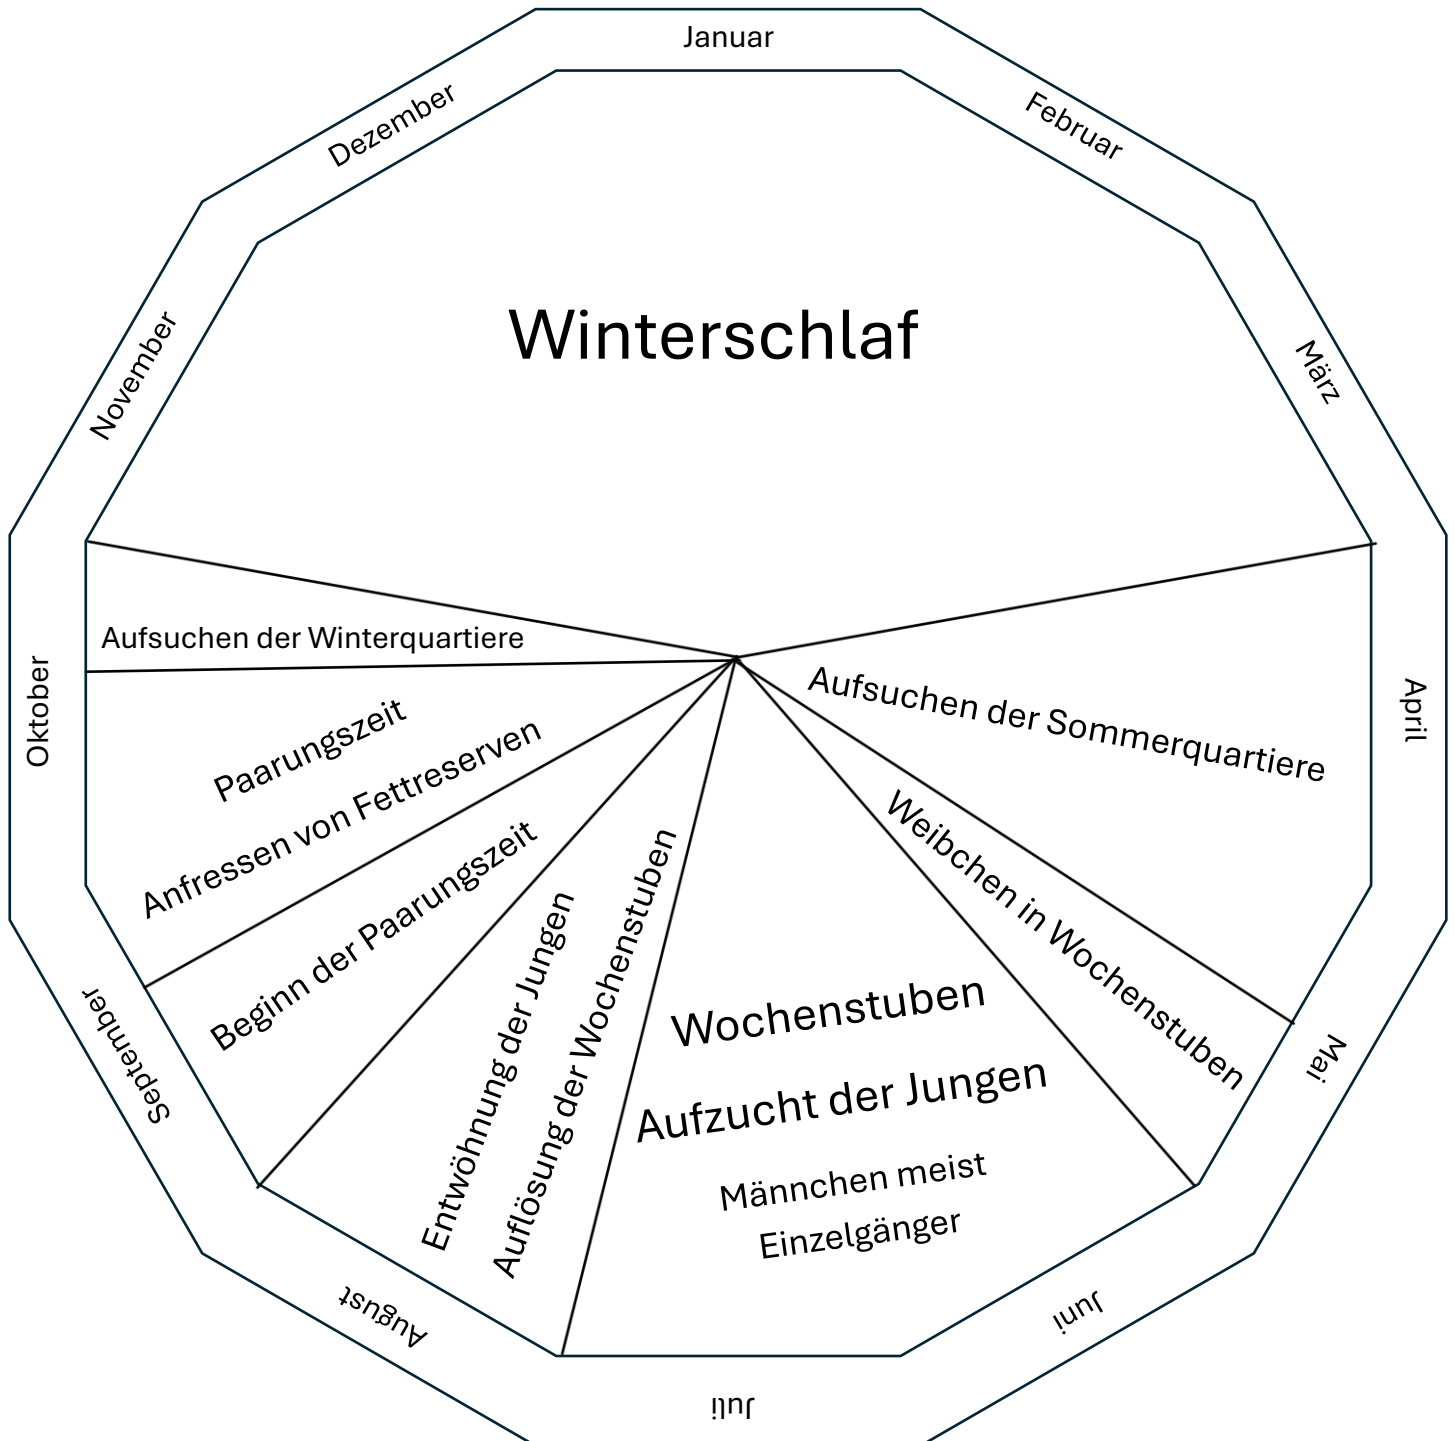 Januar
Februar
März
April
Mai
Juni
Juli
August
September
Oktober
November
Dezember
Winterschlaf
Aufsuchen der Sommerquartiere
Weibchen in Wochenstuben
Wochenstuben
Aufzucht der Jungen
Männchen meist
Einzelgänger
Auflösung der Wochenstuben
Entwöhnung der Jungen
Beginn der Paarungszeit
Paarungszeit
Anfressen von Fettreserven
Aufsuchen der Winterquartiere